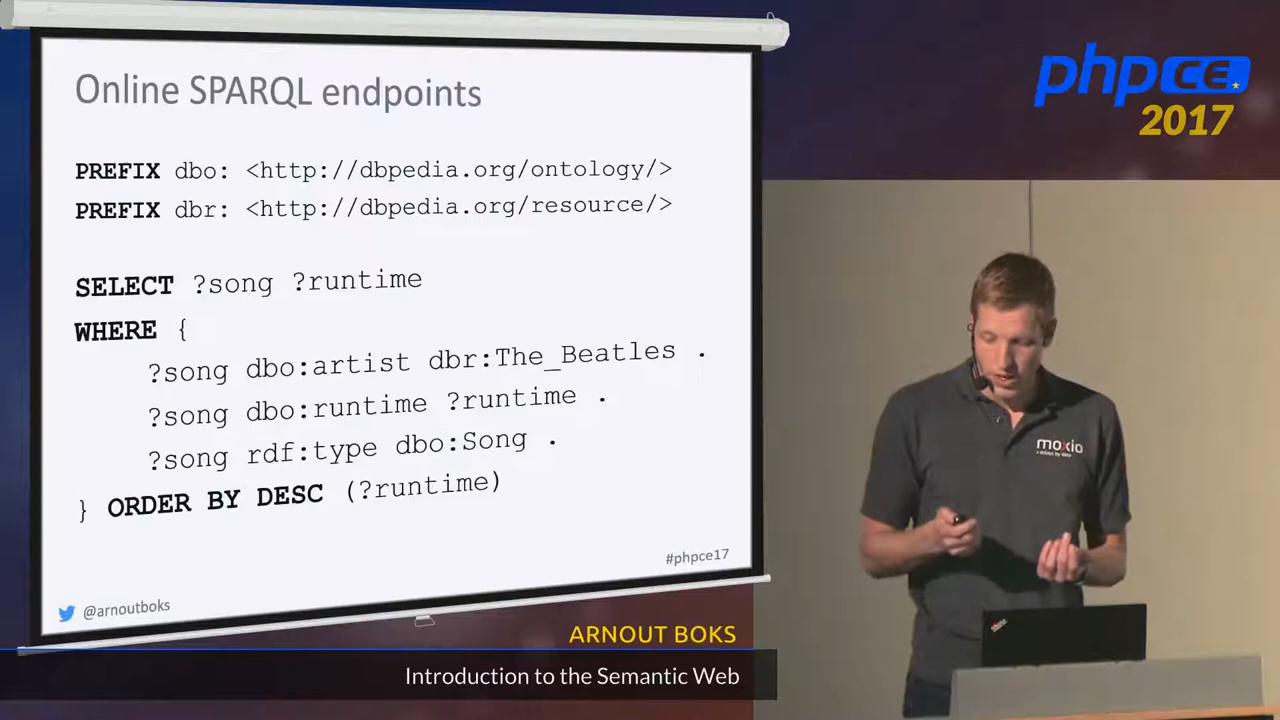 Online SPARQL endpoints
PREFIX dbo: <http://dbpedia.org/ontology/>
PREFIX dbr: <http://dbpedia.org/resource/>
SELECT ?song ?runtime
WHERE {
?song dbo:artist dbr:The_Beatles .
?song dbo:runtime ?runtime .
?song rdf:type dbo:Song .
} ORDER BY DESC (?runtime)
#phpce17
@arnoutboks
phpCE
2017
moxio
ARNOUT BOKS
Introduction to the Semantic Web